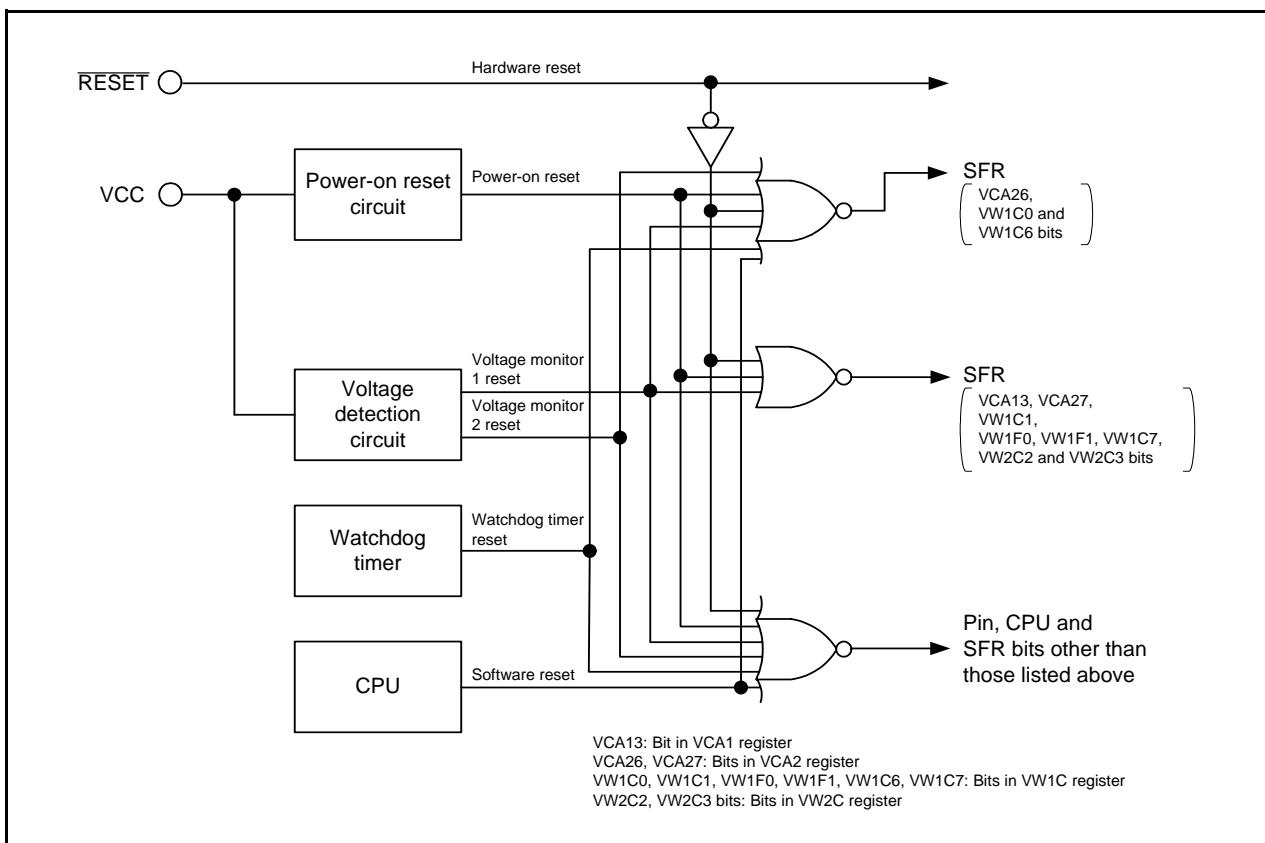 Hardware reset
RESET
VCC
Power-on reset
circuit
Power-on reset
SFR
VCA26,
VW1C0 and
VW1C6 bits
Voltage
detection
circuit
Voltage monitor
1 reset
Voltage monitor
2 reset
SFR
VCA13, VCA27,
VW1C1,
VW1F0, VW1F1, VW1C7,
VW2C2 and VW2C3 bits
Watchdog
timer
Watchdog timer
reset
CPU
Software reset
Pin, CPU and
SFR bits other than
those listed above
VCA13: Bit in VCA1 register
VCA26, VCA27: Bits in VCA2 register
VW1C0, VW1C1, VW1F0, VW1F1, VW1C6, VW1C7: Bits in VW1C register
VW2C2, VW2C3 bits: Bits in VW2C register